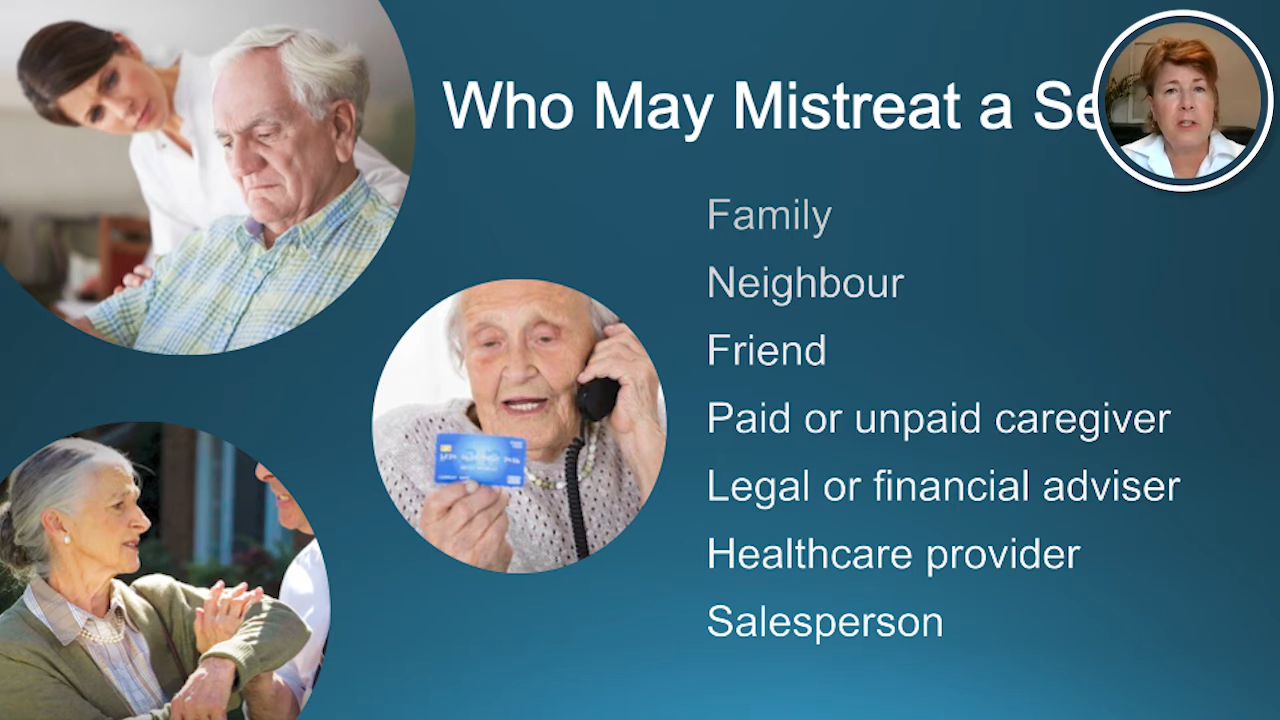 Who May Mistreat a Se
Family
Neighbour
Friend
Paid or unpaid caregiver
Legal or financial adviser
Healthcare provider
Salesperson